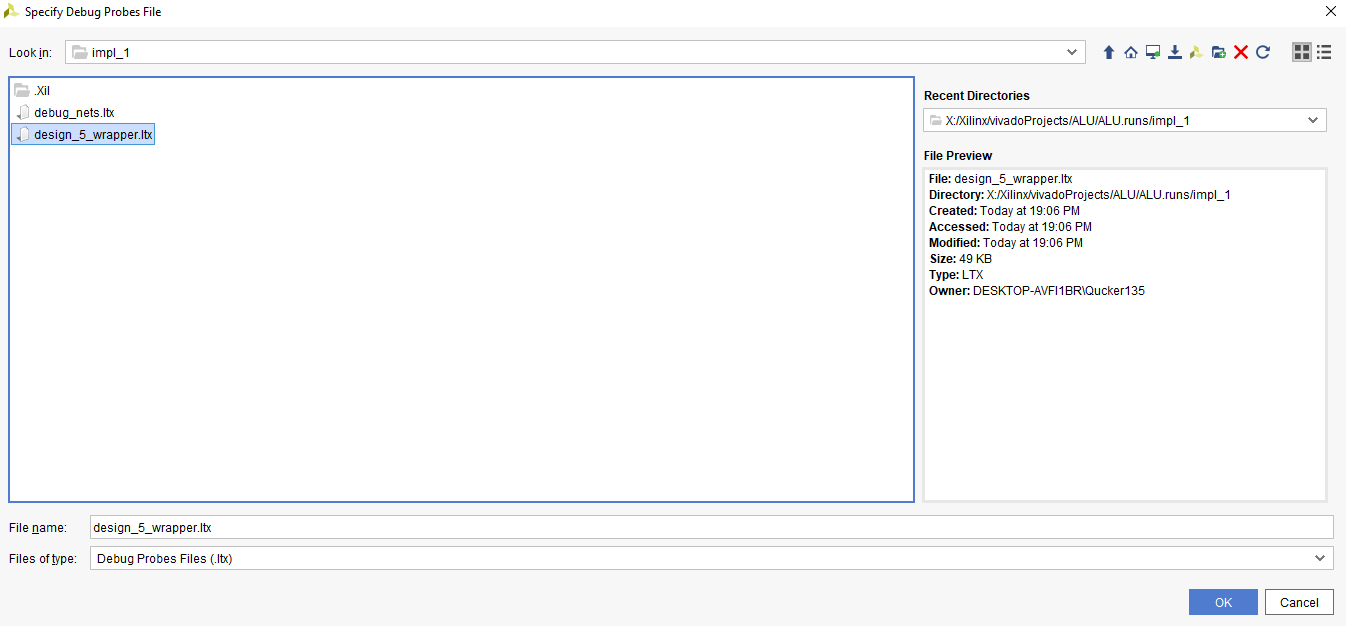 Specify Debug Probes File
Look in: impl_1
.Xil
debug_nets.ltx
design_5_wrapper.ltx
Recent Directories
X:/Xilinx/vivadoProjects/ALU/ALU.runs/impl_1
File Preview
File: design_5_wrapper.ltx
Directory: X:/Xilinx/vivadoProjects/ALU/ALU.runs/impl_1
Created: Today at 19:06 PM
Accessed: Today at 19:06 PM
Modified: Today at 19:06 PM
Size: 49 KB
Type: LTX
Owner: DESKTOP-AVFI1BR\Qucker135
File name: design_5_wrapper.ltx
Files of type: Debug Probes Files (.ltx)
OK Cancel